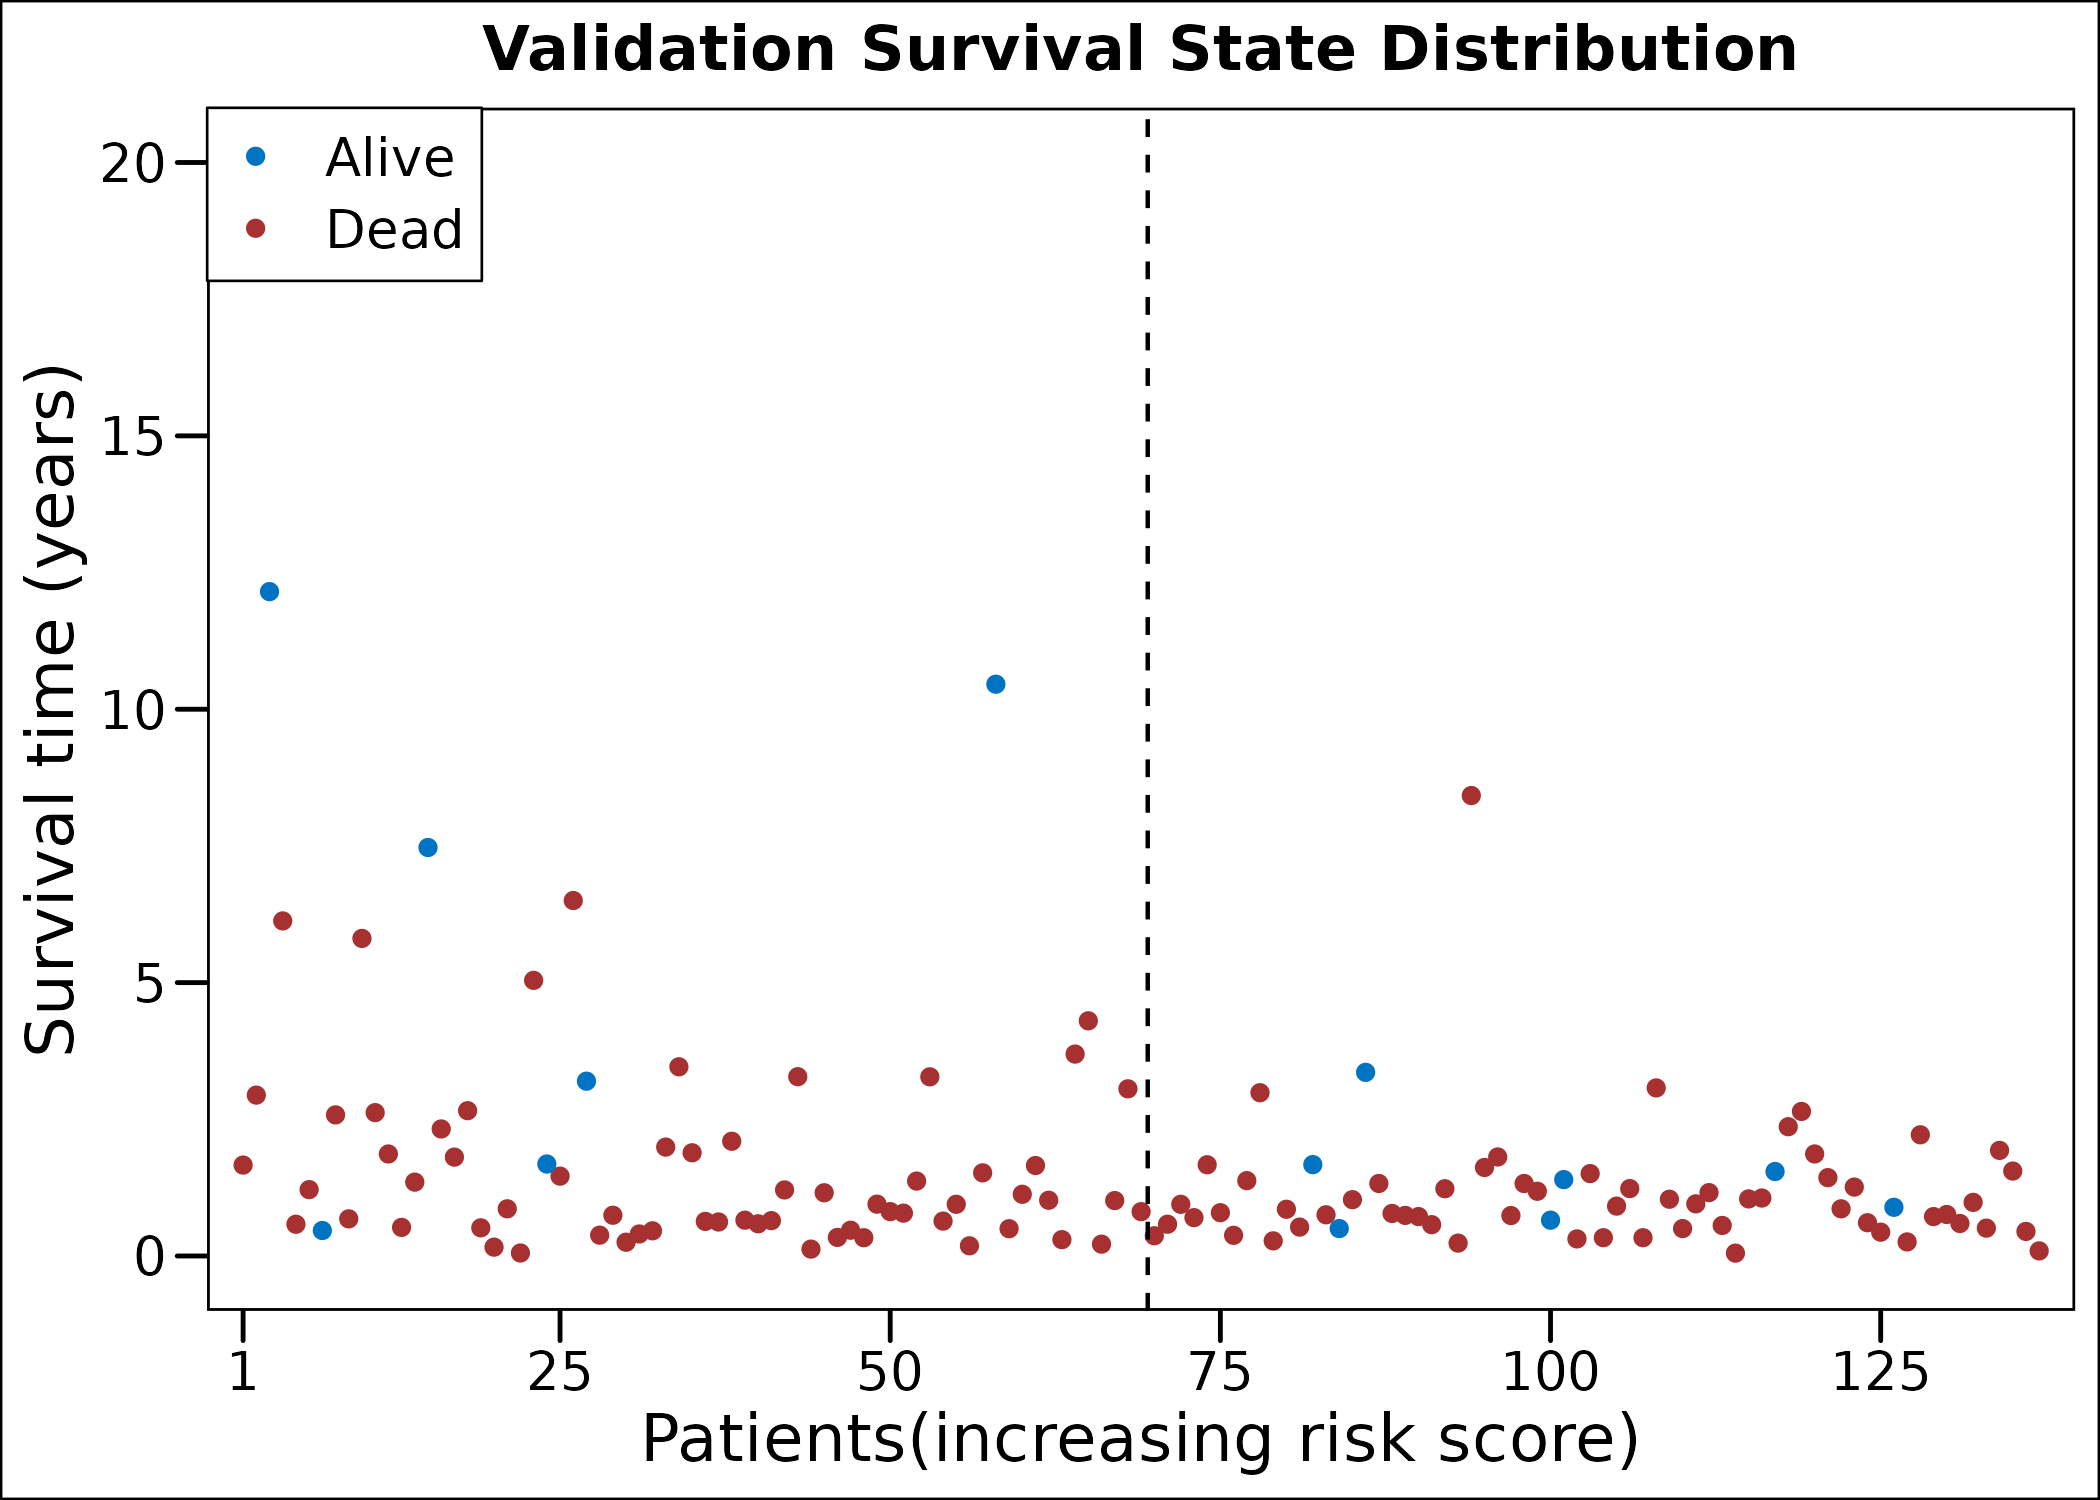 Validation Survival State Distribution
Alive
Dead
20
15
10
5
0
Survival time (years)
1 25 50 75 100 125
Patients(increasing risk score)